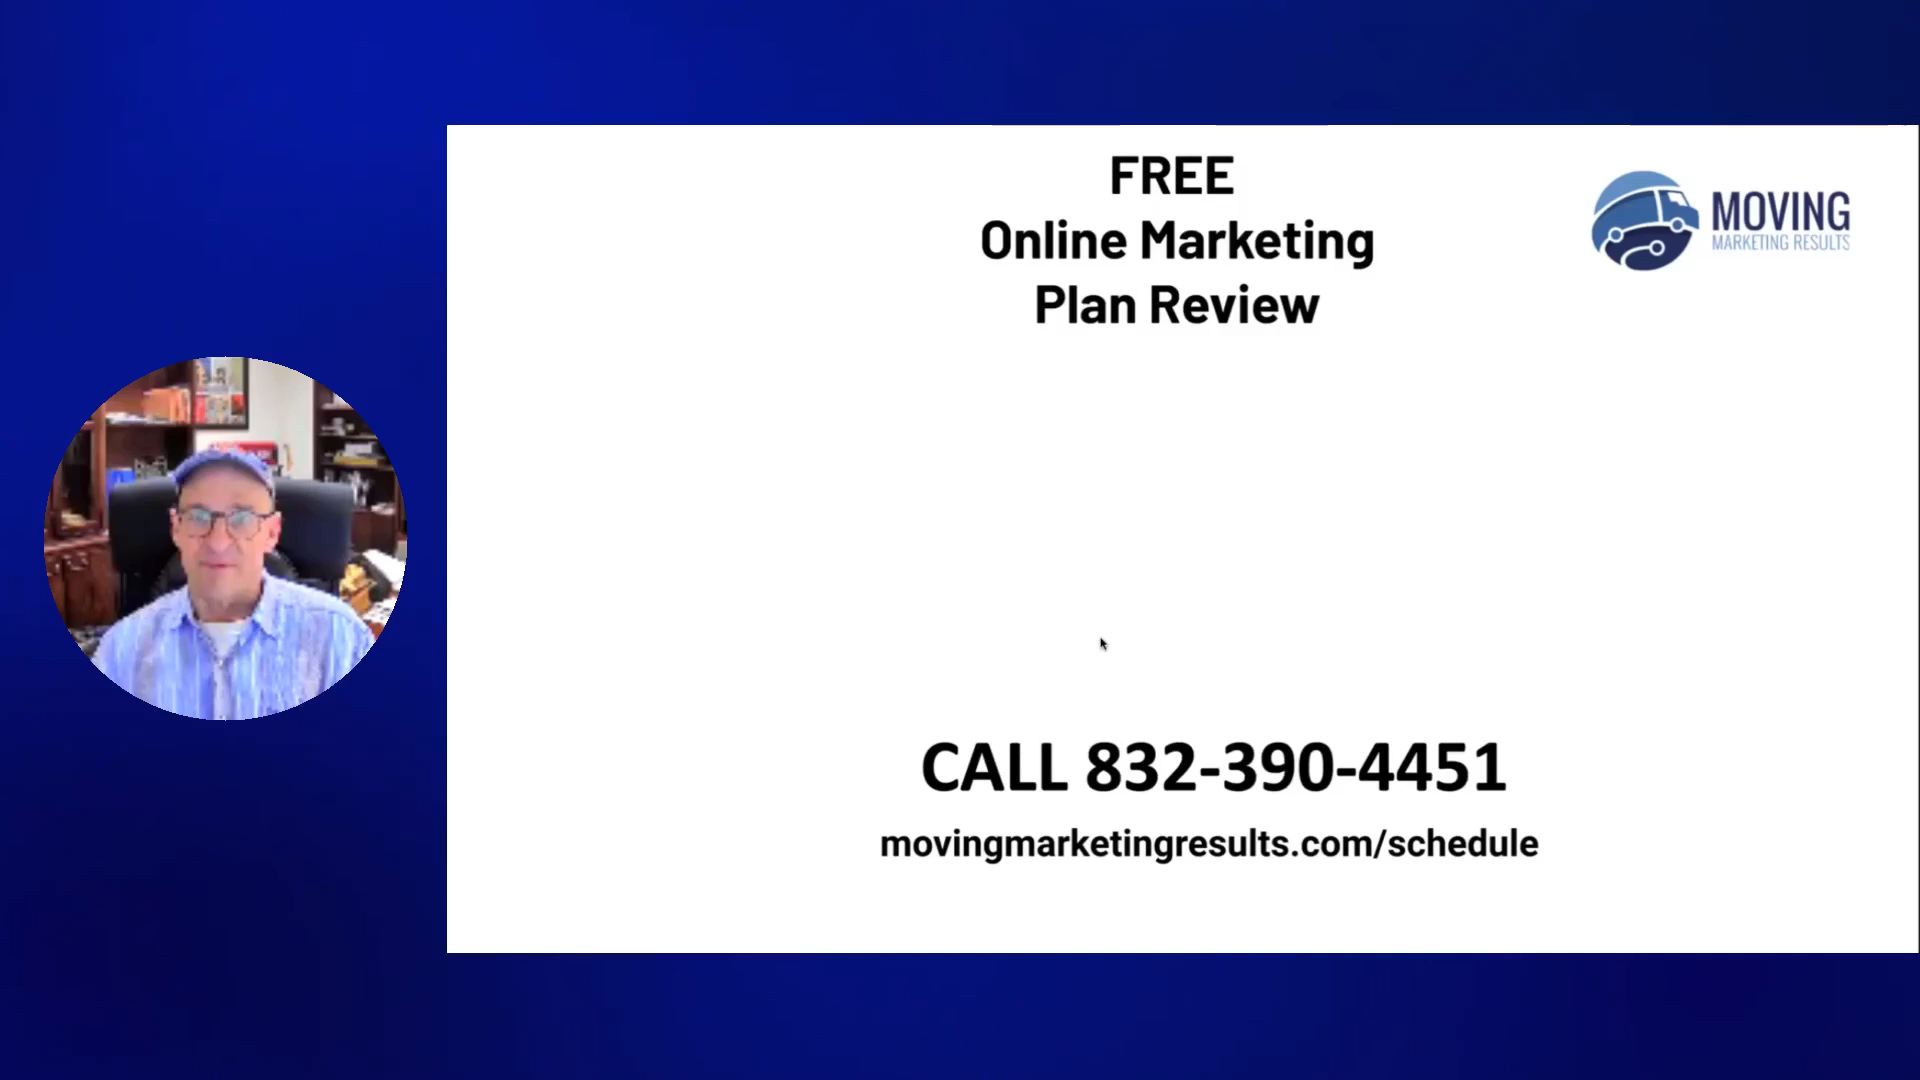 FREE
Online Marketing
Plan Review
MOVING
MARKETING RESULTS
CALL 832-390-4451
movingmarketingresults.com/schedule